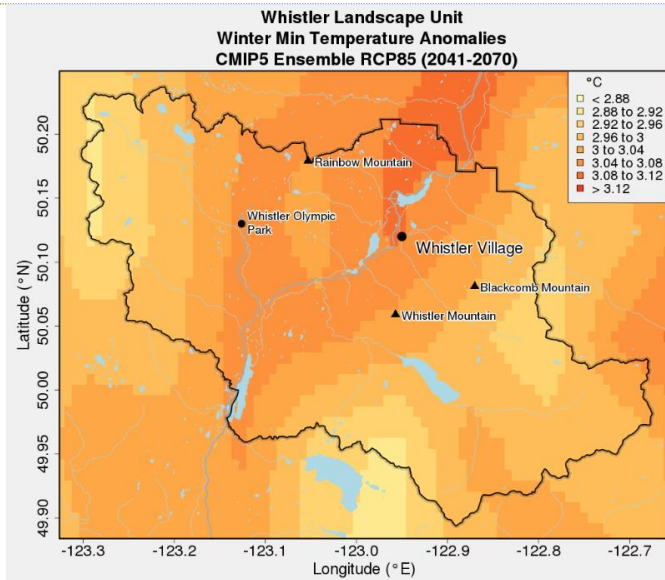 Whistler Landscape Unit
Winter Min Temperature Anomalies
CMIP5 Ensemble RCP85 (2041-2070)
°C
< 2.88
2.88 to 2.92
2.92 to 2.96
2.96 to 3
3 to 3.04
3.04 to 3.08
3.08 to 3.12
> 3.12
Rainbow Mountain
Whistler Olympic
Park
Whistler Village
Blackcomb Mountain
Whistler Mountain
Latitude (°N)
50.20
50.15
50.10
50.05
50.00
49.95
49.90
-123.3
-123.2
-123.1
-123.0
-122.9
-122.8
-122.7
Longitude (°E)